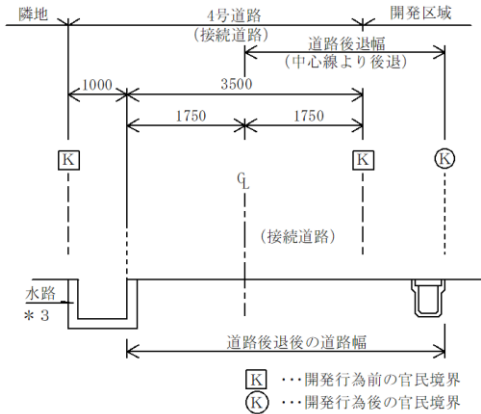 隣地
4号道路
(接続道路)
開発区域
道路後退幅
(中心線より後退)
1000
3500
1750
1750
K
K
K
CL
(接続道路)
水路
*3
道路後退後の道路幅
K …開発行為前の官民境界
K …開発行為後の官民境界